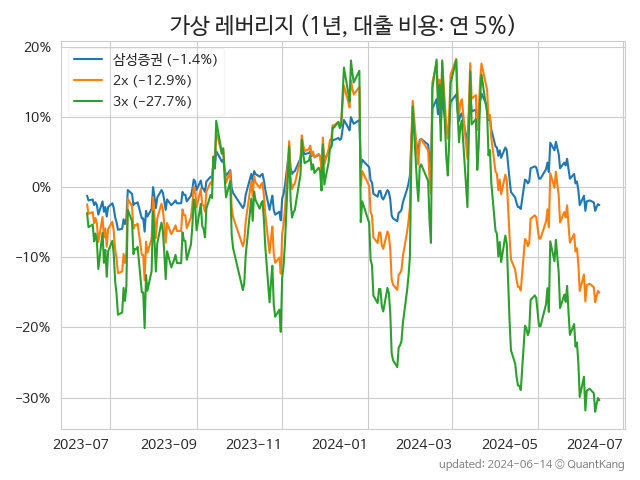 가상 레버리지 (1년, 대출 비용: 연 5%)
삼성증권 (−1.4%)
2x (−12.9%)
3x (−27.7%)
20%
10%
0%
−10%
−20%
−30%
2023-07 2023-09 2023-11 2024-01 2024-03 2024-05 2024-07
updated: 2024-06-14 © QuantKang